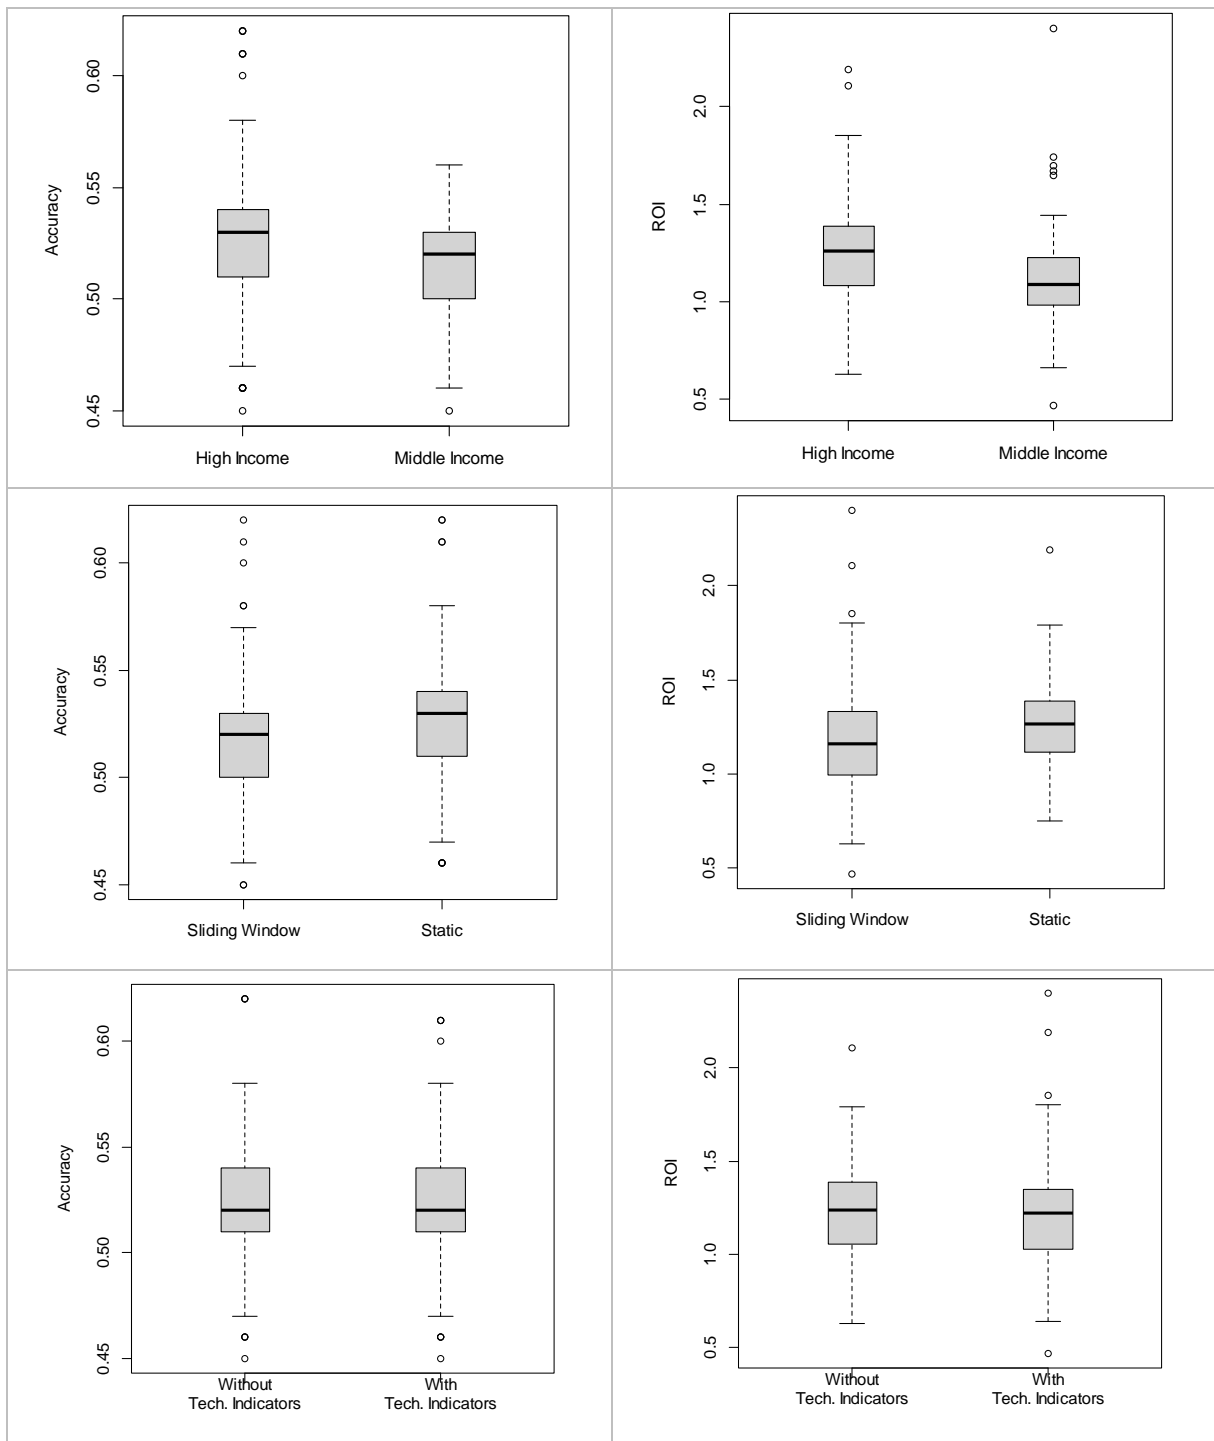 Accuracy
0.60
0.55
0.50
0.45
High Income
Middle Income
ROI
2.0
1.5
1.0
0.5
High Income
Middle Income
Accuracy
0.60
0.55
0.50
0.45
Sliding Window
Static
ROI
2.0
1.5
1.0
0.5
Sliding Window
Static
Accuracy
0.60
0.55
0.50
0.45
Without
Tech. Indicators
With
Tech. Indicators
ROI
2.0
1.5
1.0
0.5
Without
Tech. Indicators
With
Tech. Indicators